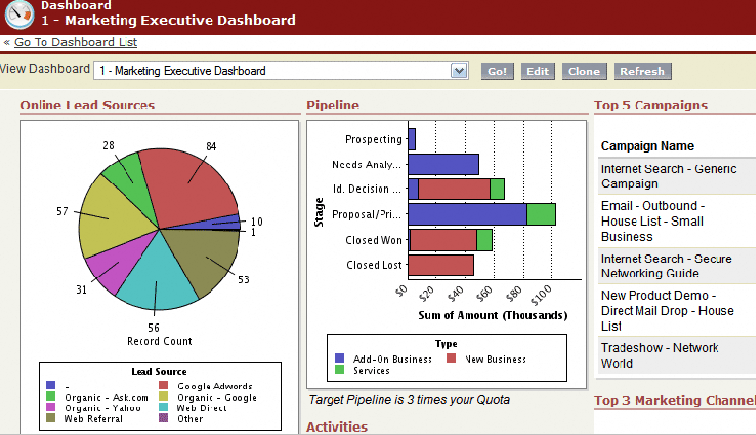 Dashboard
1 - Marketing Executive Dashboard
« Go To Dashboard List
View Dashboard 1 - Marketing Executive Dashboard Go! Edit Clone Refresh
Online Lead Sources
28
84
57
10
1
31
53
56
Record Count
Lead Source
- Google Adwords
Organic - Ask.com Organic - Google
Organic - Yahoo Web Direct
Web Referral Other
Pipeline
Stage
Prospecting
Needs Analy...
Id. Decision ...
Proposal/Pri...
Closed Won
Closed Lost
$0 $20 $40 $60 $80 $100
Sum of Amount (Thousands)
Type
Add-On Business New Business
Services
Target Pipeline is 3 times your Quota
Activities
Top 5 Campaigns
Campaign Name
Internet Search - Generic
Campaign
Email - Outbound -
House List - Small
Business
Internet Search - Secure
Networking Guide
New Product Demo -
Direct Mail Drop - House
List
Tradeshow - Network
World
Top 3 Marketing Channel